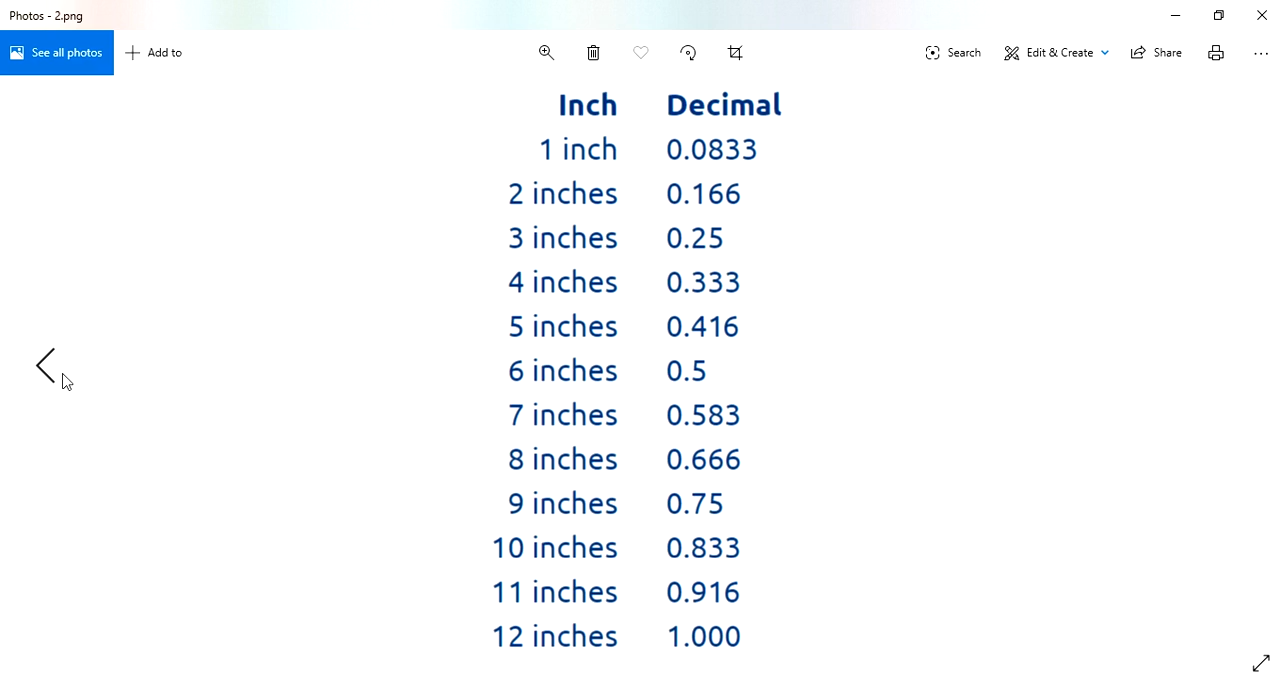 Photos - 2.png
See all photos Add to Search Edit & Create Share
Inch Decimal
1 inch 0.0833
2 inches 0.166
3 inches 0.25
4 inches 0.333
5 inches 0.416
6 inches 0.5
7 inches 0.583
8 inches 0.666
9 inches 0.75
10 inches 0.833
11 inches 0.916
12 inches 1.000